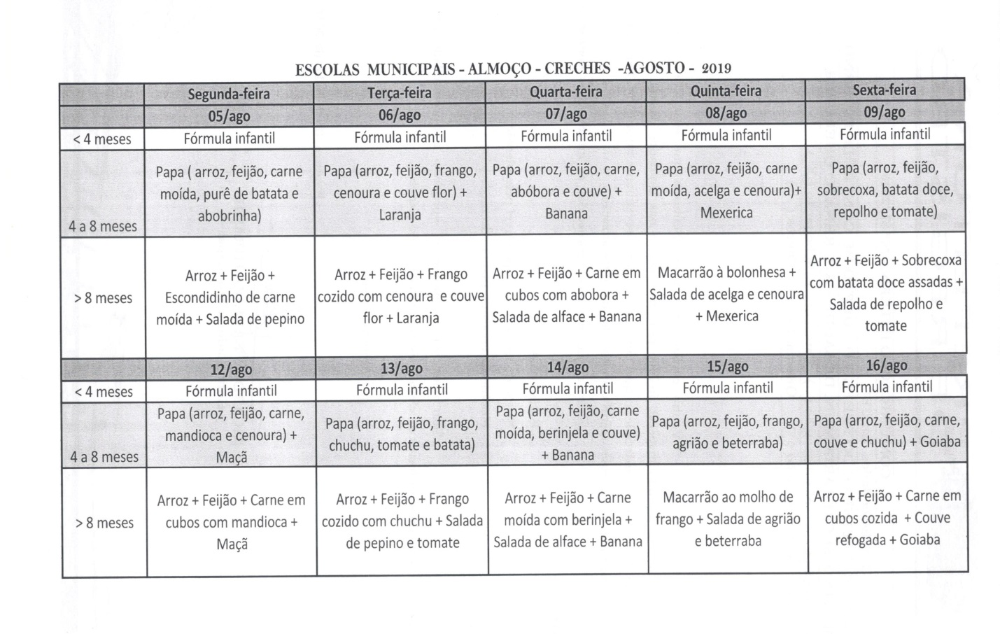 ESCOLAS MUNICIPAIS - ALMOÇO - CRECHES -AGOSTO - 2019
Segunda-feira Terça-feira Quarta-feira Quinta-feira Sexta-feira
05/ago 06/ago 07/ago 08/ago 09/ago
< 4 meses Fórmula infantil Fórmula infantil Fórmula infantil Fórmula infantil Fórmula infantil
4 a 8 meses
Papa ( arroz, feijão, carne
moída, purê de batata e
abobrinha)
Papa (arroz, feijão, frango,
cenoura e couve flor) +
Laranja
Papa (arroz, feijão, carne,
abóbora e couve) +
Banana
Papa (arroz, feijão, carne
moída, acelga e cenoura)+
Mexerica
Papa (arroz, feijão,
sobrecoxa, batata doce,
repolho e tomate)
> 8 meses
Arroz + Feijão +
Escondidinho de carne
moída + Salada de pepino
Arroz + Feijão + Frango
cozido com cenoura e couve
flor + Laranja
Arroz + Feijão + Carne em
cubos com abobora +
Salada de alface + Banana
Macarrão à bolonhesa +
Salada de acelga e cenoura
+ Mexerica
Arroz + Feijão + Sobrecoxa
com batata doce assadas +
Salada de repolho e
tomate
12/ago 13/ago 14/ago 15/ago 16/ago
< 4 meses Fórmula infantil Fórmula infantil Fórmula infantil Fórmula infantil Fórmula infantil
4 a 8 meses
Papa (arroz, feijão, carne,
mandioca e cenoura) +
Maçã
Papa (arroz, feijão, frango,
chuchu, tomate e batata)
Papa (arroz, feijão, carne
moída, berinjela e couve)
+ Banana
Papa (arroz, feijão, frango,
agrião e beterraba)
Papa (arroz, feijão, carne,
couve e chuchu) + Goiaba
> 8 meses
Arroz + Feijão + Carne em
cubos com mandioca +
Maçã
Arroz + Feijão + Frango
cozido com chuchu + Salada
de pepino e tomate
Arroz + Feijão + Carne
moída com berinjela +
Salada de alface + Banana
Macarrão ao molho de
frango + Salada de agrião
e beterraba
Arroz + Feijão + Carne em
cubos cozida + Couve
refogada + Goiaba